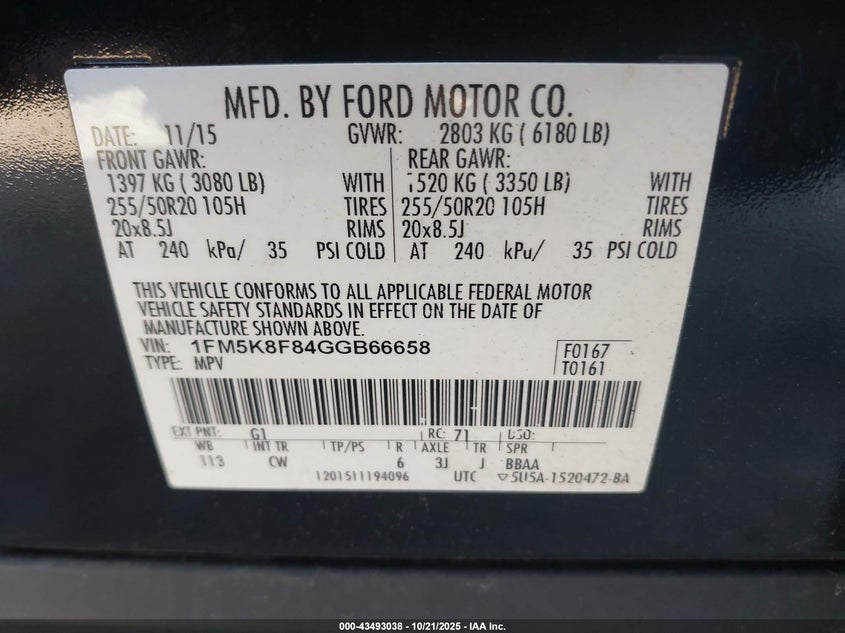 MFD. BY FORD MOTOR CO.
DATE: 11/15 GVWR: 2803 KG ( 6180 LB)
FRONT GAWR: REAR GAWR:
1397 KG ( 3080 LB) WITH 1520 KG ( 3350 LB) WITH
255/50R20 105H TIRES 255/50R20 105H TIRES
20x8.5J RIMS 20x8.5J RIMS
AT 240 kPa/ 35 PSI COLD AT 240 kPu/ 35 PSI COLD
THIS VEHICLE CONFORMS TO ALL APPLICABLE FEDERAL MOTOR
VEHICLE SAFETY STANDARDS IN EFFECT ON THE DATE OF
MANUFACTURE SHOWN ABOVE.
VIN: 1FM5K8F84GGB66658 F0167
TYPE: MPV T0161
EXT PNT: G1 RC: 71 DSO:
WB INT TR TP/PS R AXLE TR SPR
113 CW 6 3J J BBAA
1201511194096 UTC ▽5U5A-1520472-BA
000-43493038 - 10/21/2025 - IAA Inc.